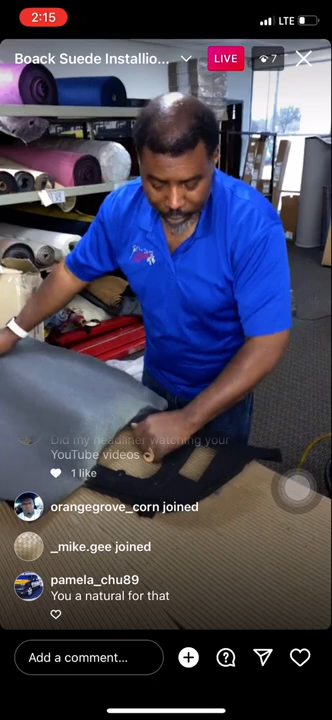 2:15
LTE
Boack Suede Installio...
LIVE
7
Did my headliner watching your
YouTube videos
1 like
orangegrove_corn joined
_mike.gee joined
pamela_chu89
You a natural for that
Add a comment...